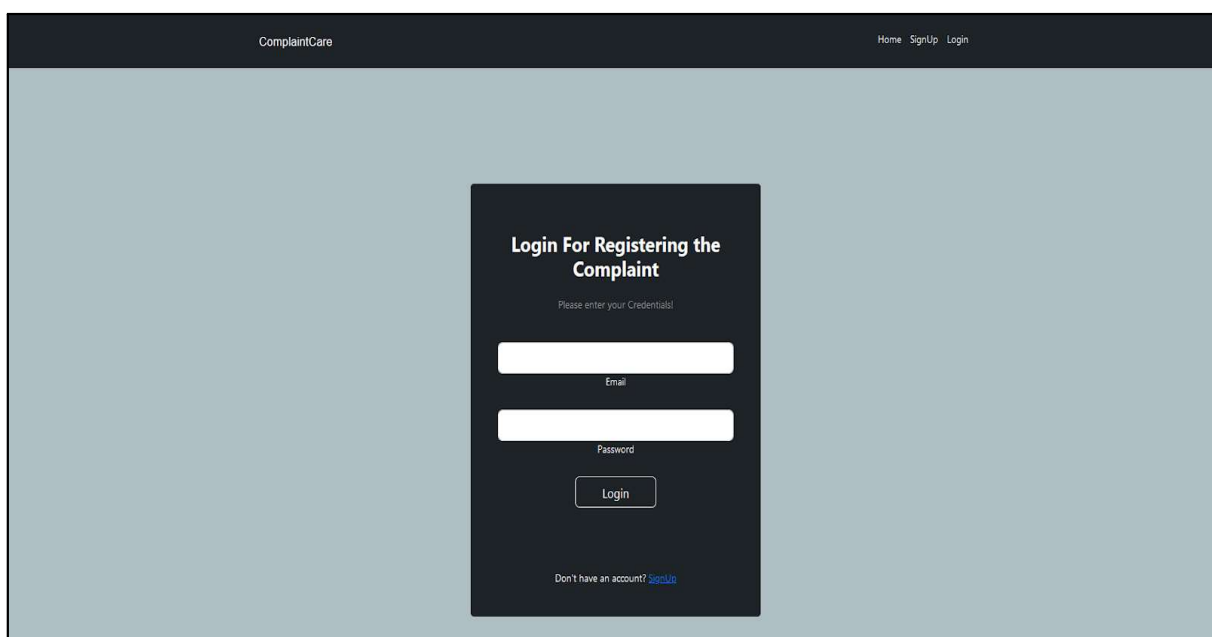 ComplaintCare
Home SignUp Login
Login For Registering the
Complaint
Please enter your Credentials!
Email
Password
Login
Don't have an account? SignUp